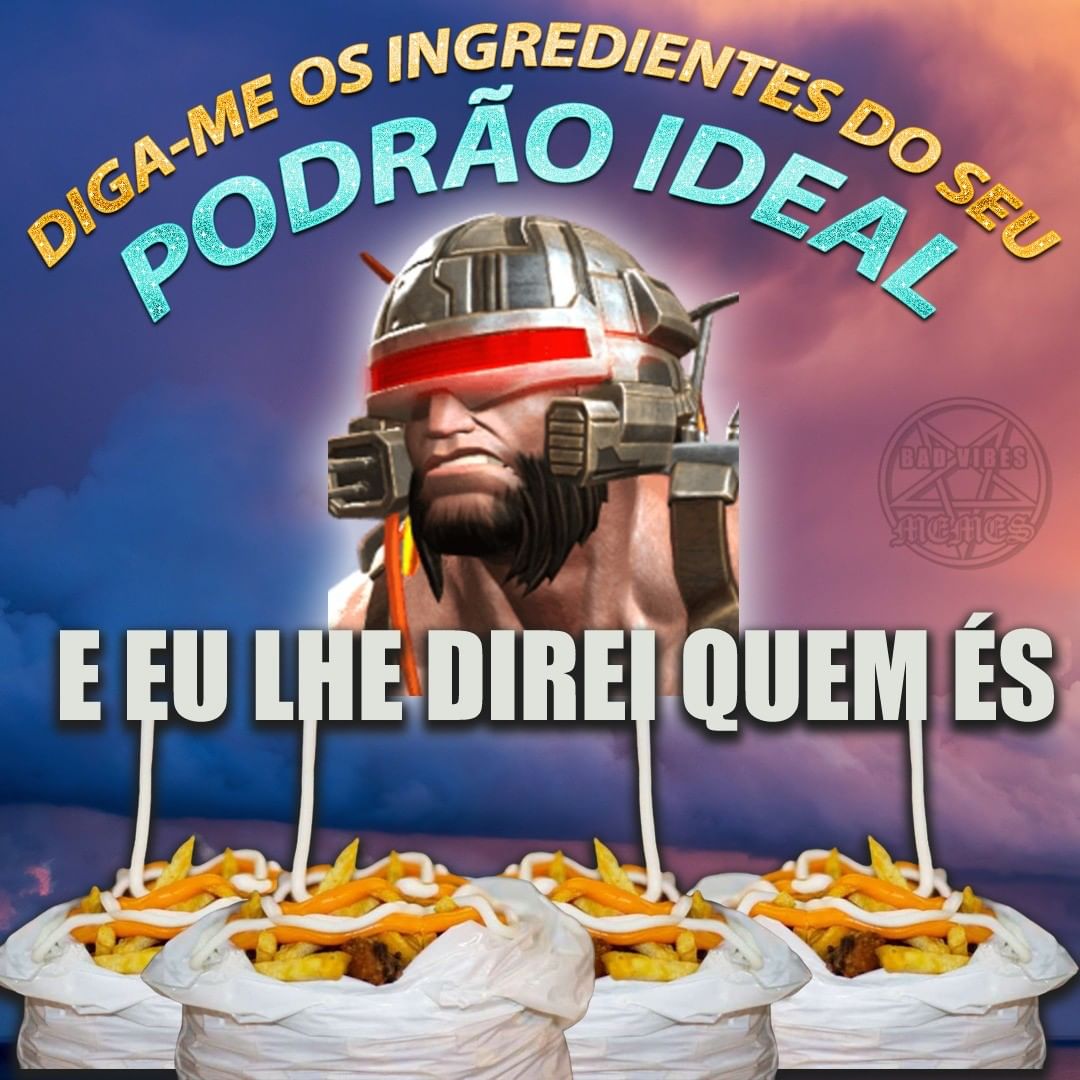 DIGA-ME OS INGREDIENTES DO SEU
PODRÃO IDEAL
BAD VIBES
MEMES
E EU LHE DIREI QUEM ÉS